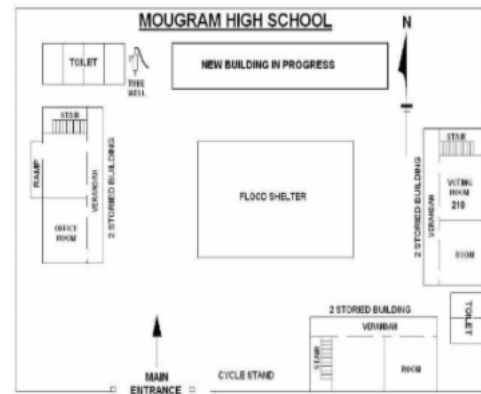 MOUGRAM HIGH SCHOOL
N
TOILET
TUBE
WELL
NEW BUILDING IN PROGRESS
STAIR
RAMP
VERANDAH
2 STORIED BUILDING
OFFICE
ROOM
FLOOD SHELTER
2 STORIED BUILDING
VERANDAH
STAIR
VOTING
ROOM
210
ROOM
TOILET
2 STORIED BUILDING
VERANDAH
STAIR
ROOM
MAIN
ENTRANCE
CYCLE STAND